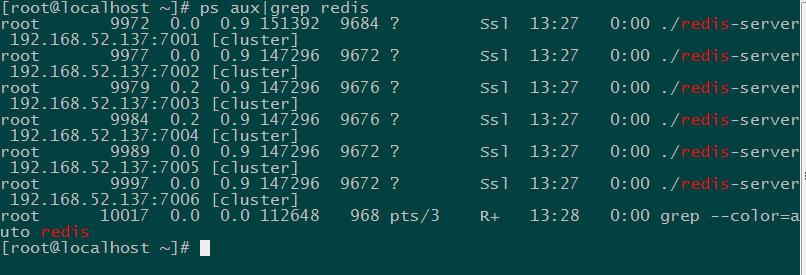 [root@localhost ~]# ps aux|grep redis
root       9972  0.0  0.9 151392  9684 ?        Ssl  13:27   0:00 ./redis-server
 192.168.52.137:7001 [cluster]
root       9977  0.0  0.9 147296  9672 ?        Ssl  13:27   0:00 ./redis-server
 192.168.52.137:7002 [cluster]
root       9979  0.2  0.9 147296  9676 ?        Ssl  13:27   0:00 ./redis-server
 192.168.52.137:7003 [cluster]
root       9984  0.2  0.9 147296  9676 ?        Ssl  13:27   0:00 ./redis-server
 192.168.52.137:7004 [cluster]
root       9989  0.0  0.9 147296  9672 ?        Ssl  13:27   0:00 ./redis-server
 192.168.52.137:7005 [cluster]
root       9997  0.0  0.9 147296  9672 ?        Ssl  13:27   0:00 ./redis-server
 192.168.52.137:7006 [cluster]
root      10017  0.0  0.0 112648   968 pts/3    R+   13:28   0:00 grep --color=a
uto redis
[root@localhost ~]#